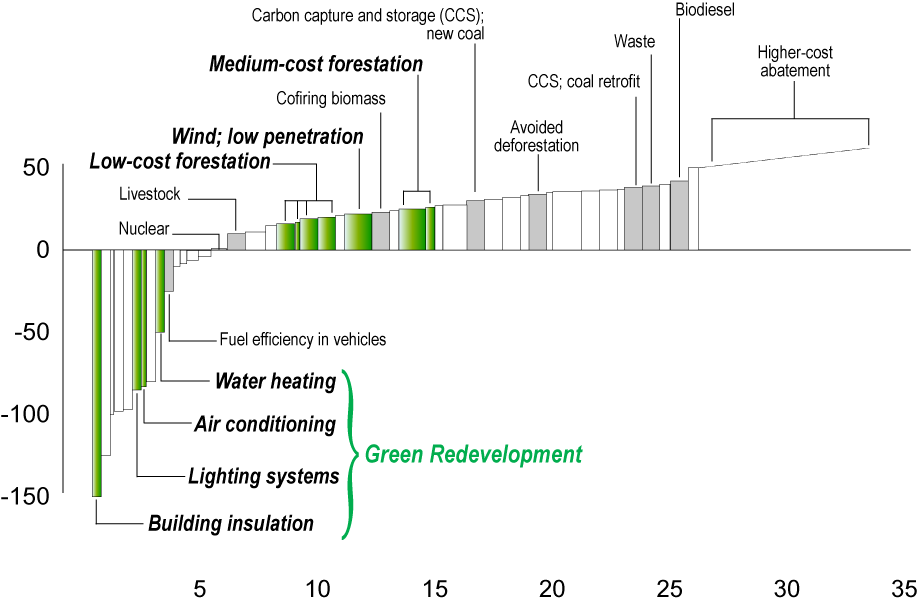 Carbon capture and storage (CCS);
new coal
Biodiesel
Waste
Higher-cost
abatement
Medium-cost forestation
CCS; coal retrofit
Cofiring biomass
Wind; low penetration
Avoided
deforestation
Low-cost forestation
Livestock
Nuclear
50
0
-50
-100
-150
Fuel efficiency in vehicles
Water heating
Air conditioning
Green Redevelopment
Lighting systems
Building insulation
5 10 15 20 25 30 35